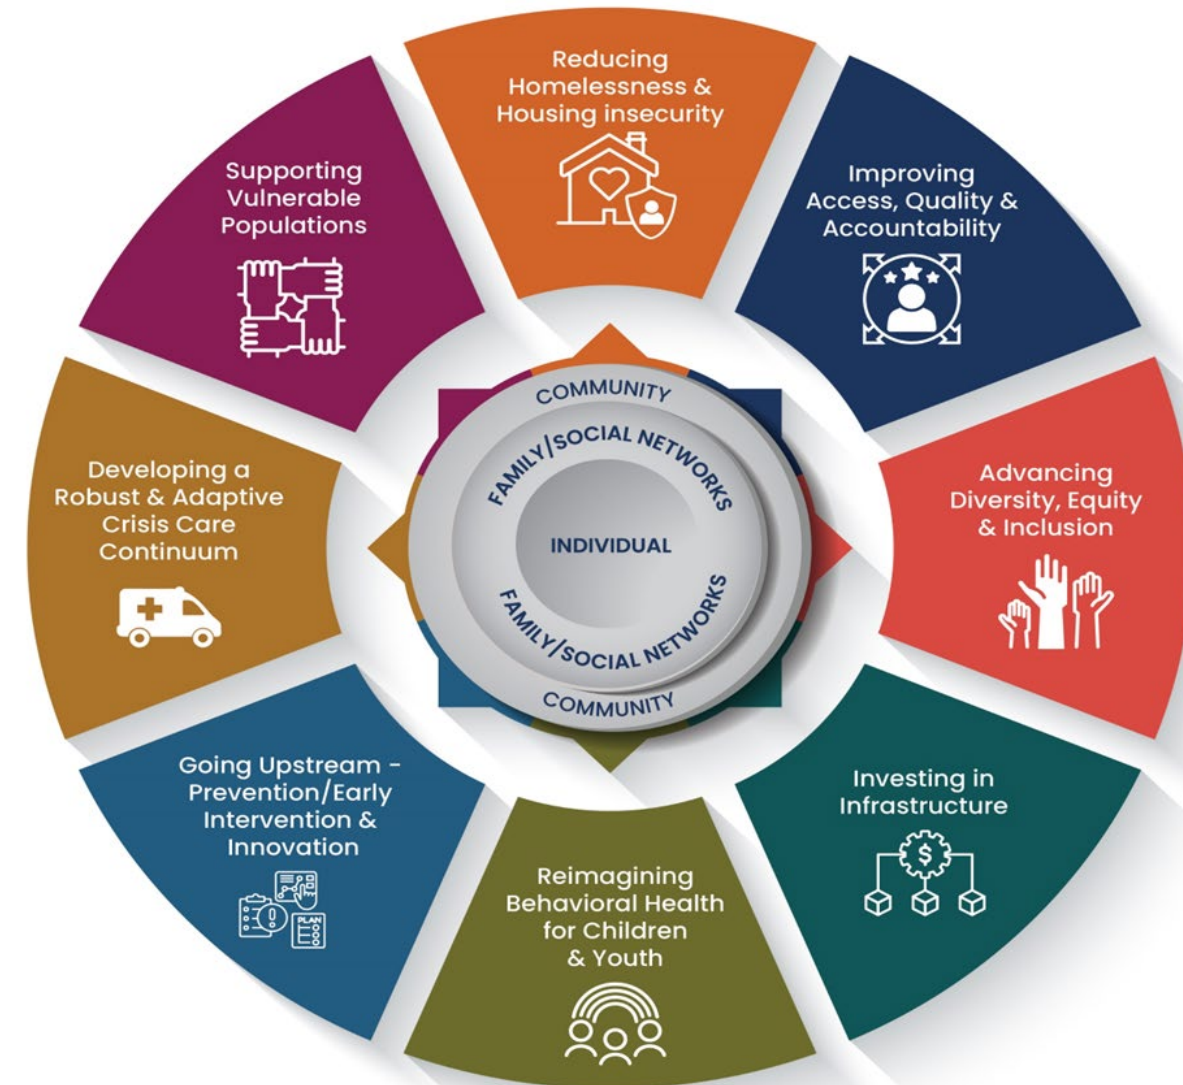 Reducing
Homelessness &
Housing insecurity
Improving
Access, Quality &
Accountability
Advancing
Diversity, Equity
& Inclusion
Investing in
Infrastructure
$
Reimagining
Behavioral Health
for Children
& Youth
Going Upstream -
Prevention/Early
Intervention &
Innovation
PLAN
Developing a
Robust & Adaptive
Crisis Care
Continuum
Supporting
Vulnerable
Populations
COMMUNITY
FAMILY/SOCIAL NETWORKS
INDIVIDUAL
FAMILY/SOCIAL NETWORKS
COMMUNITY